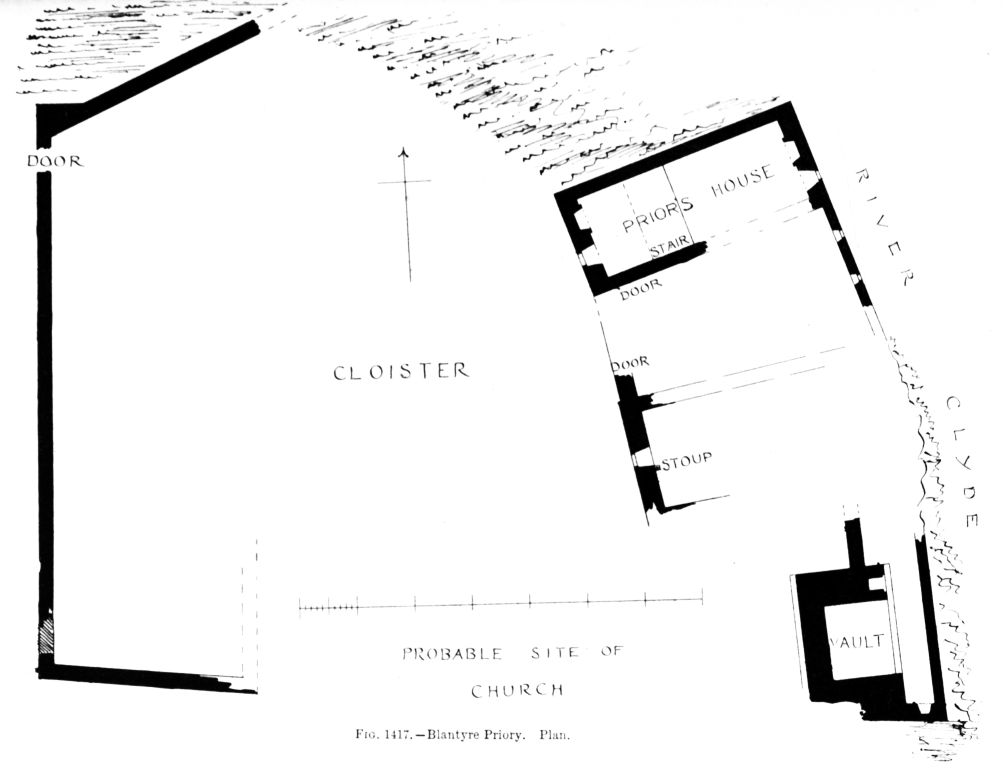 DOOR
PRIOR'S HOUSE
STAIR
DOOR
RIVER
CLOISTER
DOOR
CLYDE
STOUP
VAULT
PROBABLE SITE OF
CHURCH
FIG. 1417.—Blantyre Priory. Plan.